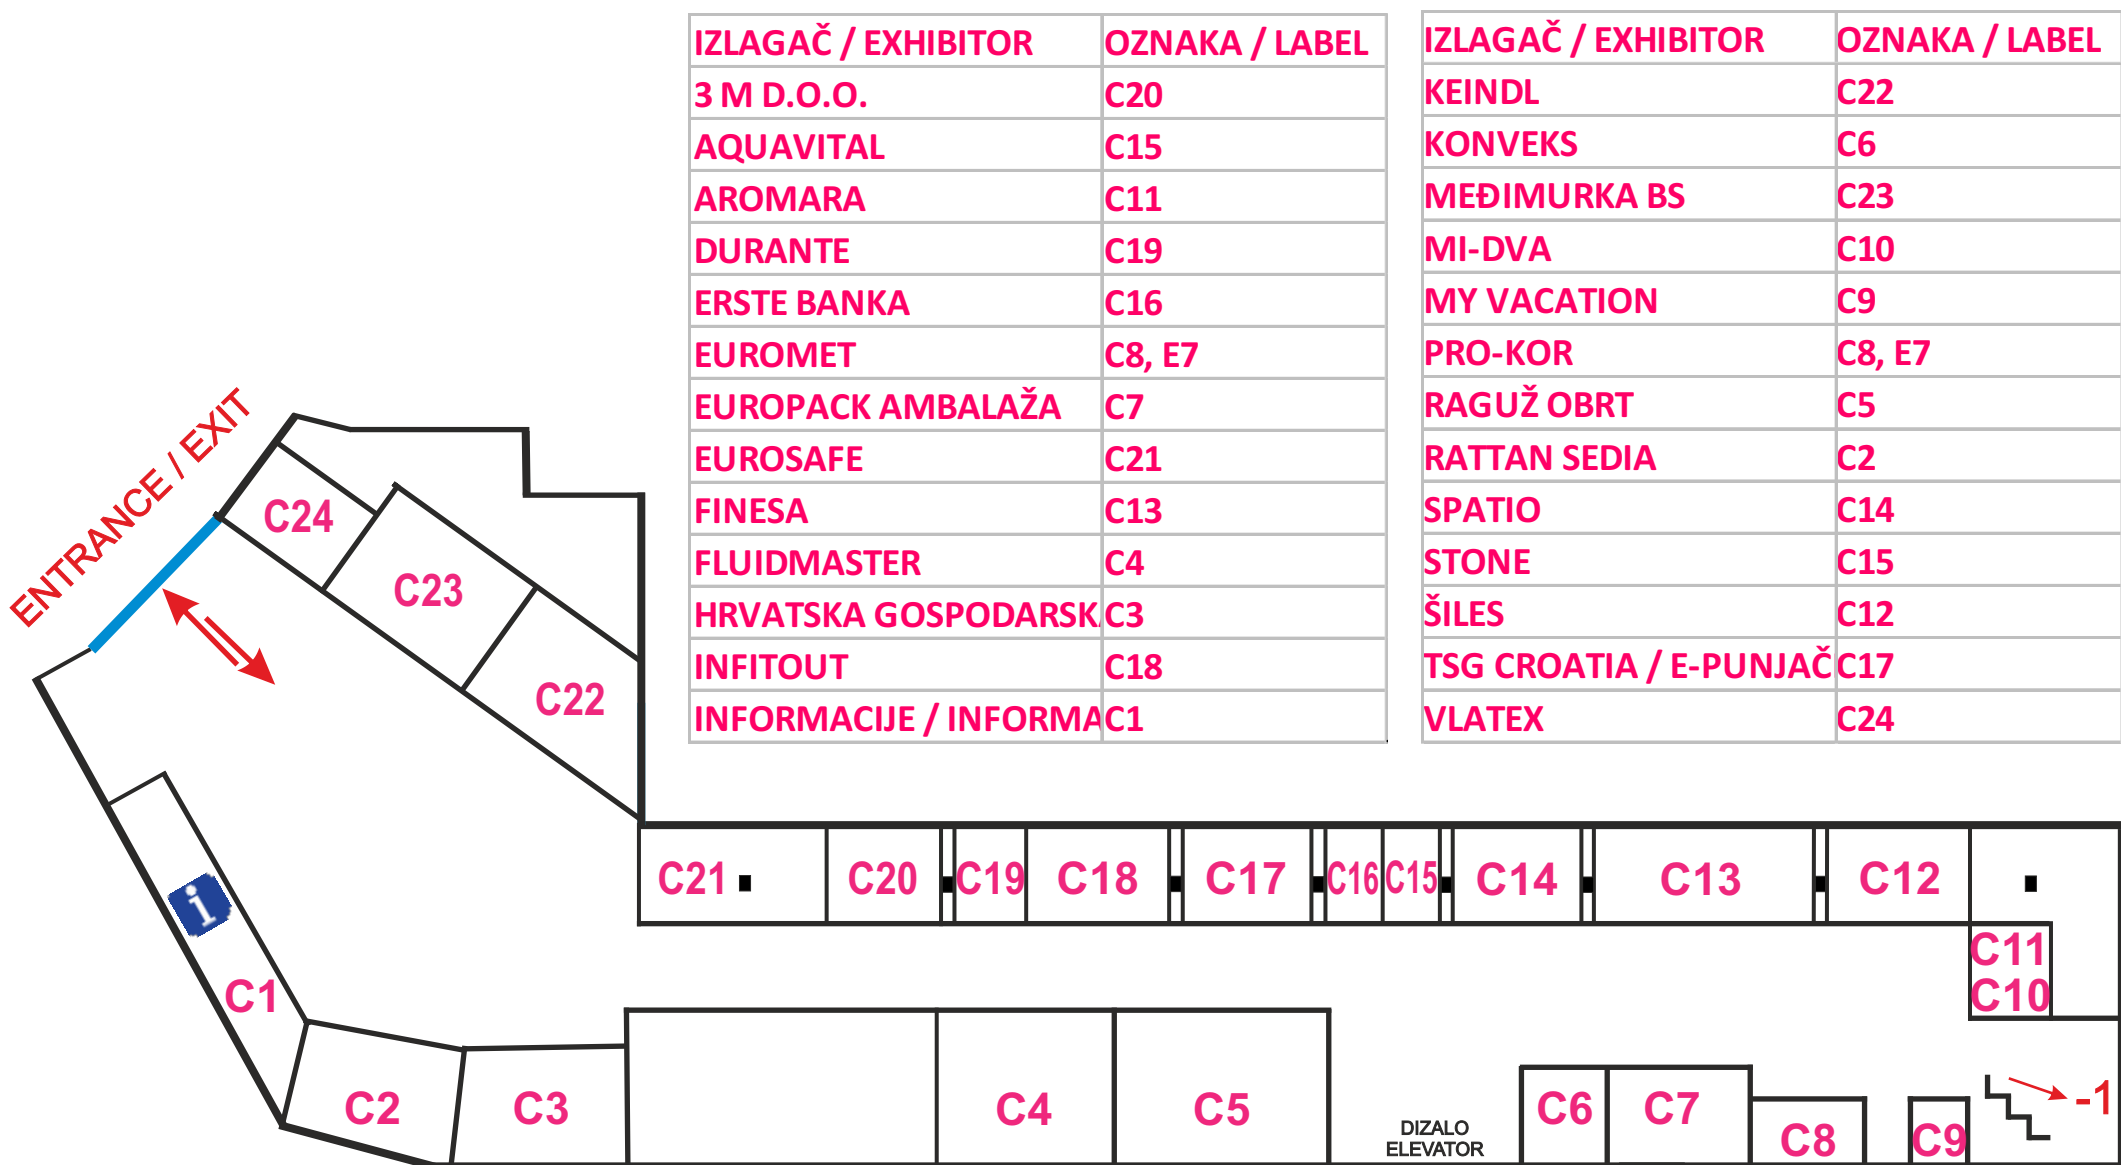 IZLAGAČ / EXHIBITOR OZNAKA / LABEL
3 M D.O.O. C20
AQUAVITAL C15
AROMARA C11
DURANTE C19
ERSTE BANKA C16
EUROMET C8, E7
EUROPACK AMBALAŽA C7
EUROSAFE C21
FINESA C13
FLUIDMASTER C4
HRVATSKA GOSPODARSK C3
INFITOUT C18
INFORMACIJE / INFORMA C1
IZLAGAČ / EXHIBITOR OZNAKA / LABEL
KEINDL C22
KONVEKS C6
MEĐIMURKA BS C23
MI-DVA C10
MY VACATION C9
PRO-KOR C8, E7
RAGUŽ OBRT C5
RATTAN SEDIA C2
SPATIO C14
STONE C15
ŠILES C12
TSG CROATIA / E-PUNJAČ C17
VLATEX C24
ENTRANCE / EXIT
C24
C23
C22
C21 C20 C19 C18 C17 C16 C15 C14 C13 C12
C11
C10
i
C1
C2 C3 C4 C5 C6 C7 C8 C9
DIZALO
ELEVATOR
-1